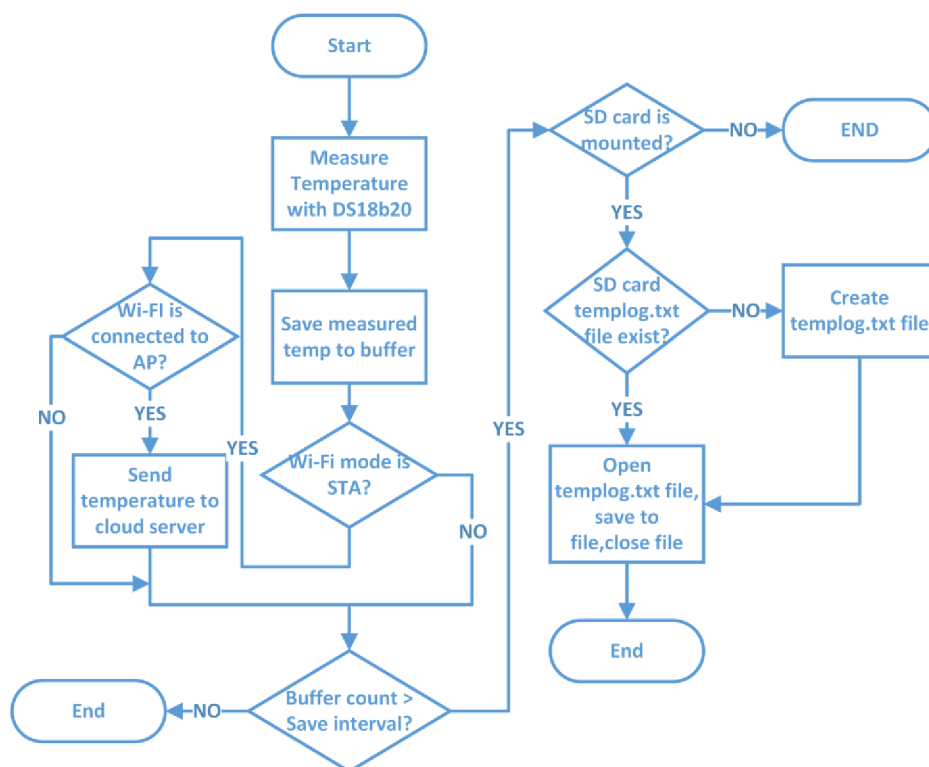 Start
Measure
Temperature
with DS18b20
Save measured
temp to buffer
Wi-Fi mode is
STA?
YES
NO
Wi-FI is
connected to
AP?
NO
YES
Send
temperature to
cloud server
Buffer count >
Save interval?
NO
End
YES
SD card is
mounted?
NO
END
YES
SD card
templog.txt
file exist?
NO
Create
templog.txt file
YES
Open
templog.txt file,
save to
file,close file
End